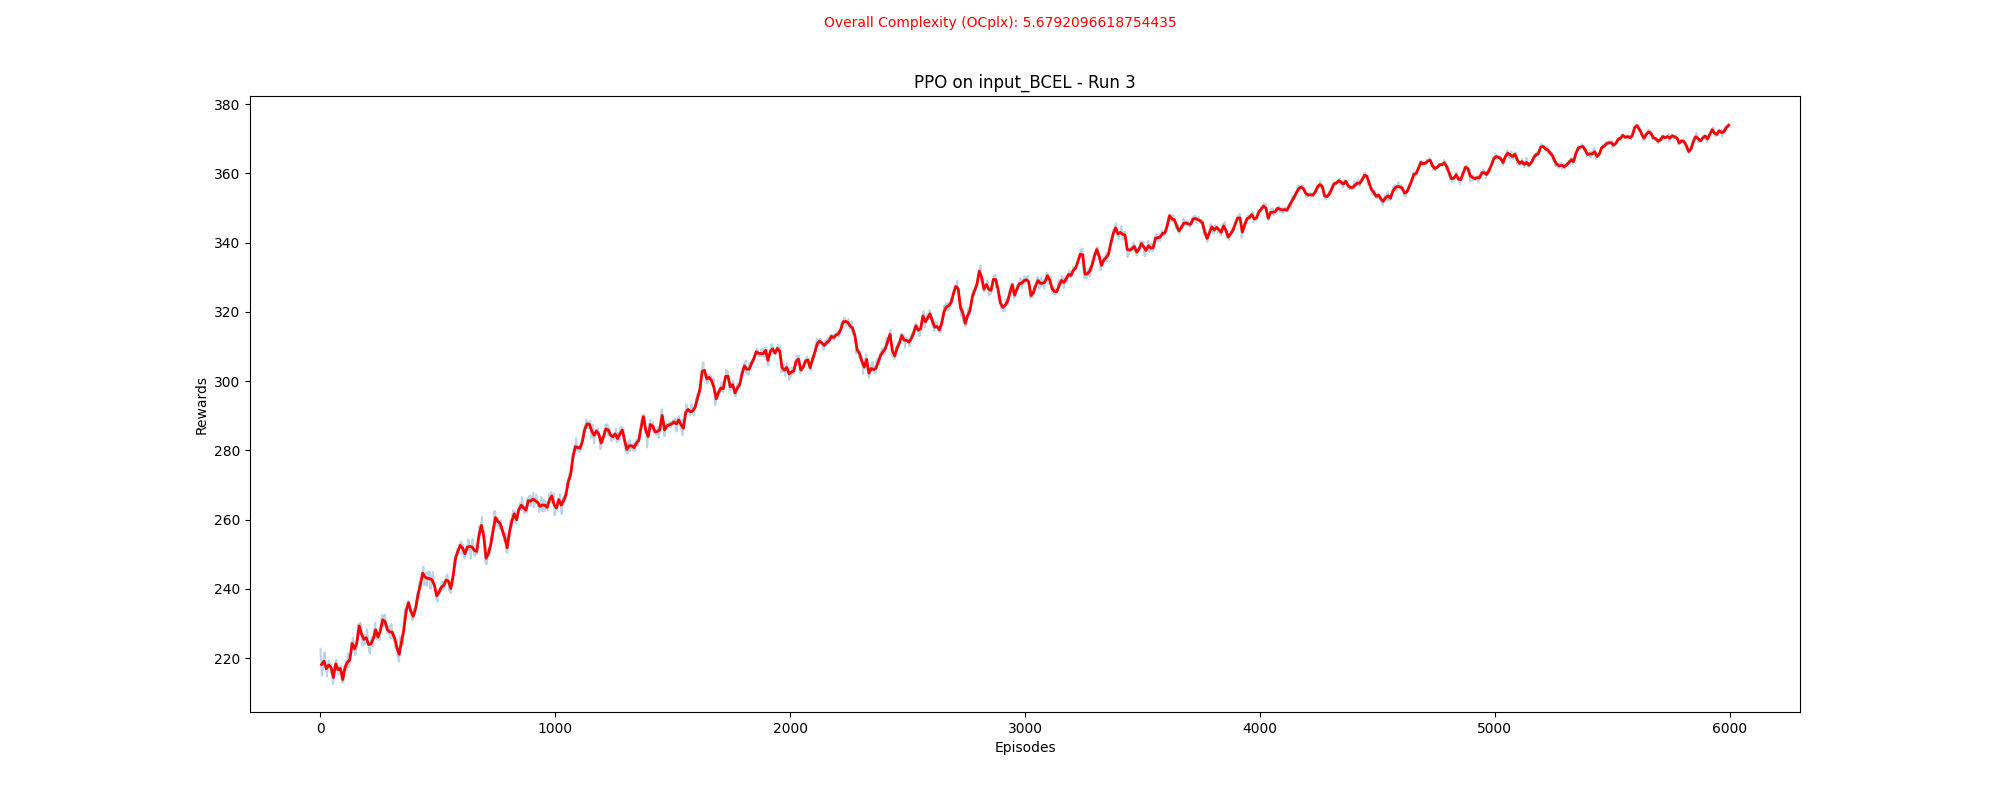 Overall Complexity (OCplx): 5.6792096618754435
PPO on input_BCEL - Run 3
380
360
340
320
300
280
260
240
220
Rewards
0 1000 2000 3000 4000 5000 6000
Episodes